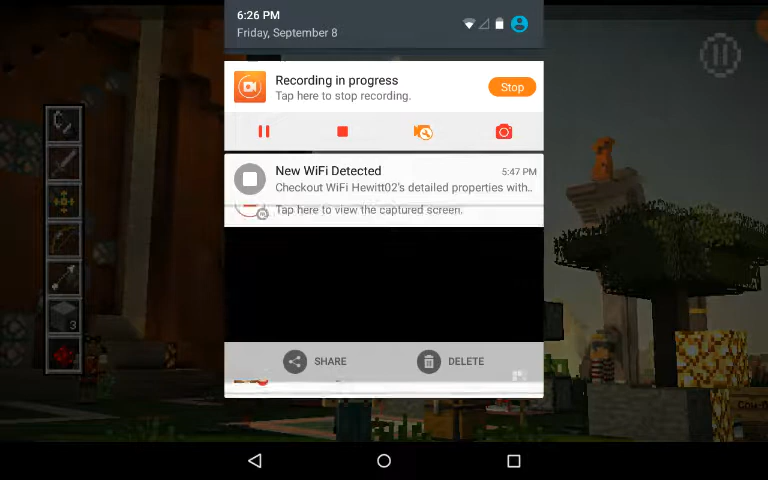 6:26 PM
Friday, September 8
Recording in progress
Tap here to stop recording.
Stop
New WiFi Detected
5:47 PM
Checkout WiFi Hewitt02's detailed properties with..
Tap here to view the captured screen.
SHARE
DELETE
3